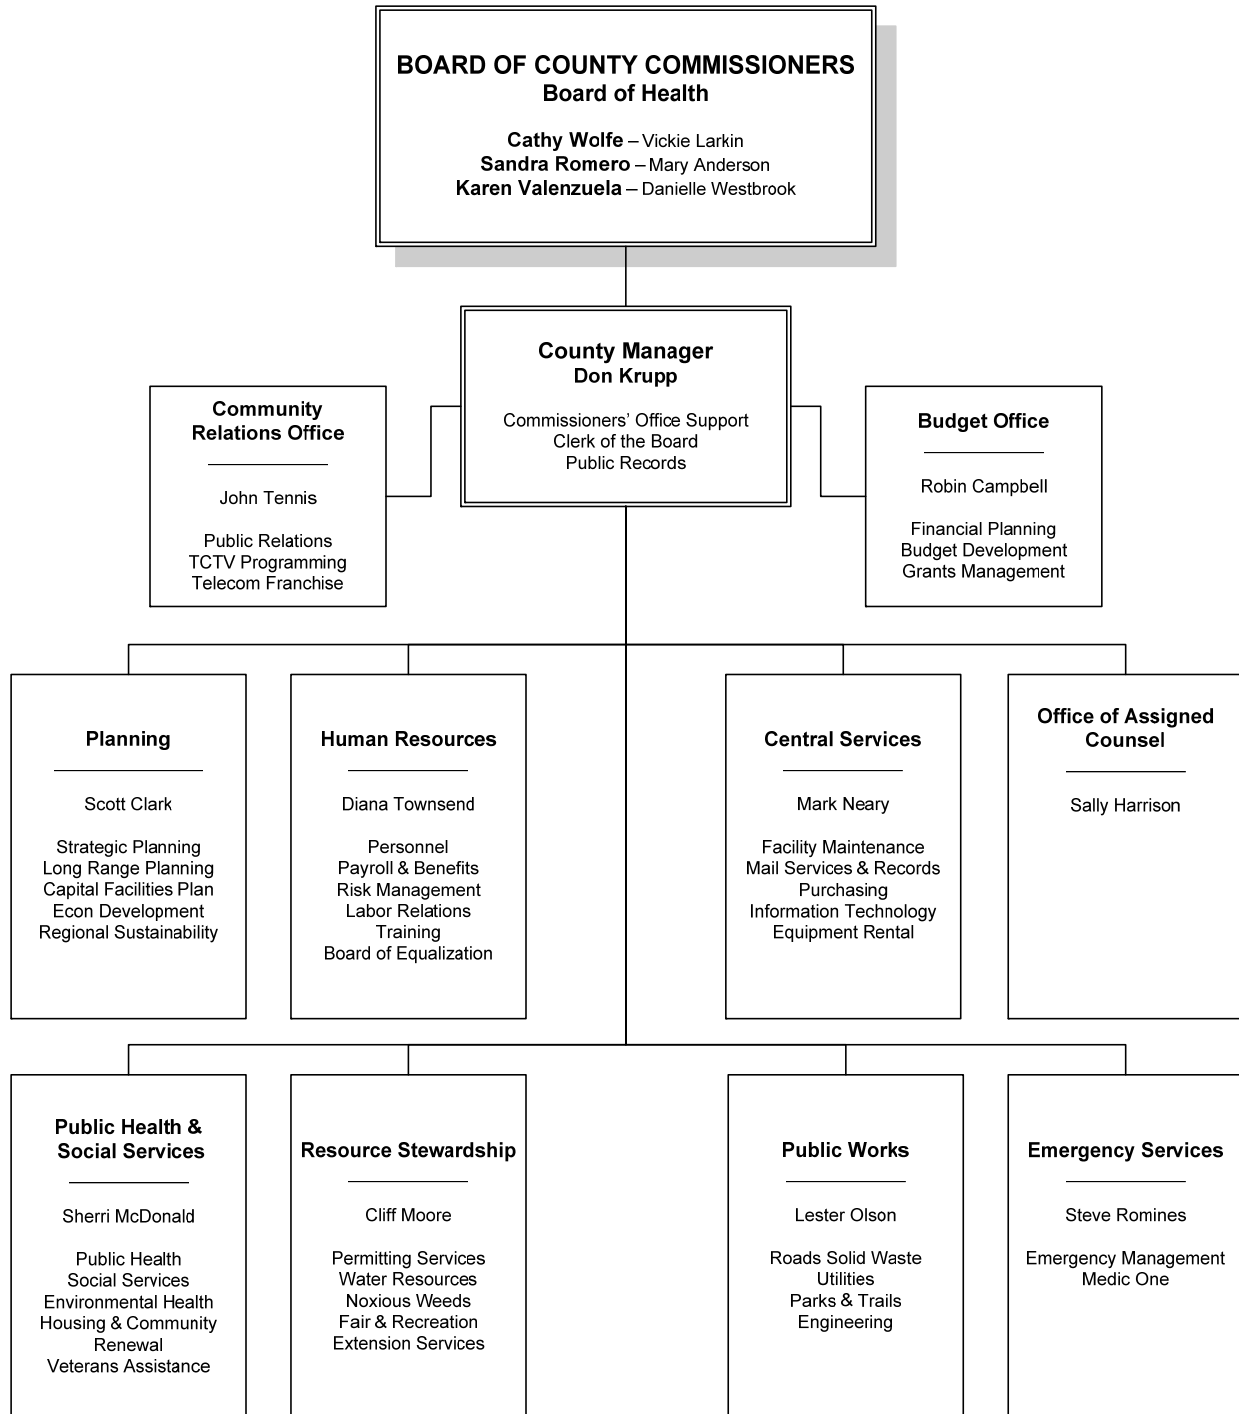 BOARD OF COUNTY COMMISSIONERS
Board of Health
Cathy Wolfe – Vickie Larkin
Sandra Romero – Mary Anderson
Karen Valenzuela – Danielle Westbrook
County Manager
Don Krupp
Commissioners' Office Support
Clerk of the Board
Public Records
Community
Relations Office
John Tennis
Public Relations
TCTV Programming
Telecom Franchise
Budget Office
Robin Campbell
Financial Planning
Budget Development
Grants Management
Planning
Scott Clark
Strategic Planning
Long Range Planning
Capital Facilities Plan
Econ Development
Regional Sustainability
Human Resources
Diana Townsend
Personnel
Payroll & Benefits
Risk Management
Labor Relations
Training
Board of Equalization
Central Services
Mark Neary
Facility Maintenance
Mail Services & Records
Purchasing
Information Technology
Equipment Rental
Office of Assigned
Counsel
Sally Harrison
Public Health &
Social Services
Sherri McDonald
Public Health
Social Services
Environmental Health
Housing & Community
Renewal
Veterans Assistance
Resource Stewardship
Cliff Moore
Permitting Services
Water Resources
Noxious Weeds
Fair & Recreation
Extension Services
Public Works
Lester Olson
Roads Solid Waste
Utilities
Parks & Trails
Engineering
Emergency Services
Steve Romines
Emergency Management
Medic One